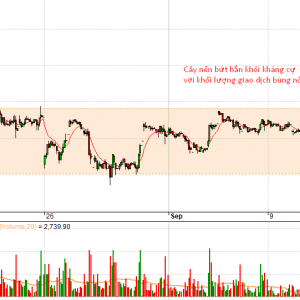 Cây nến bứt hẳn khỏi kháng cự
với khối lượng giao dịch bùng nổ
(Volume,20) = 2,739.90
26
Sep
9